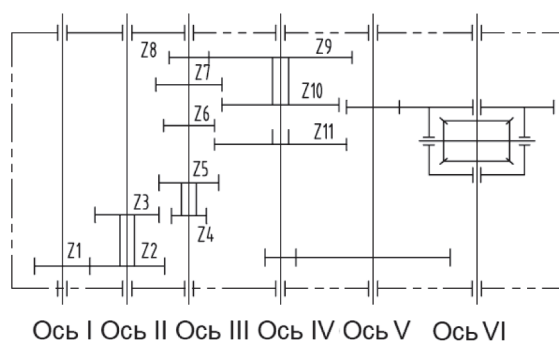 Z8 Z9
Z7
Z10
Z6
Z11
Z5
Z3
Z4
Z1 Z2
Ось I Ось II Ось III Ось IV Ось V Ось VI